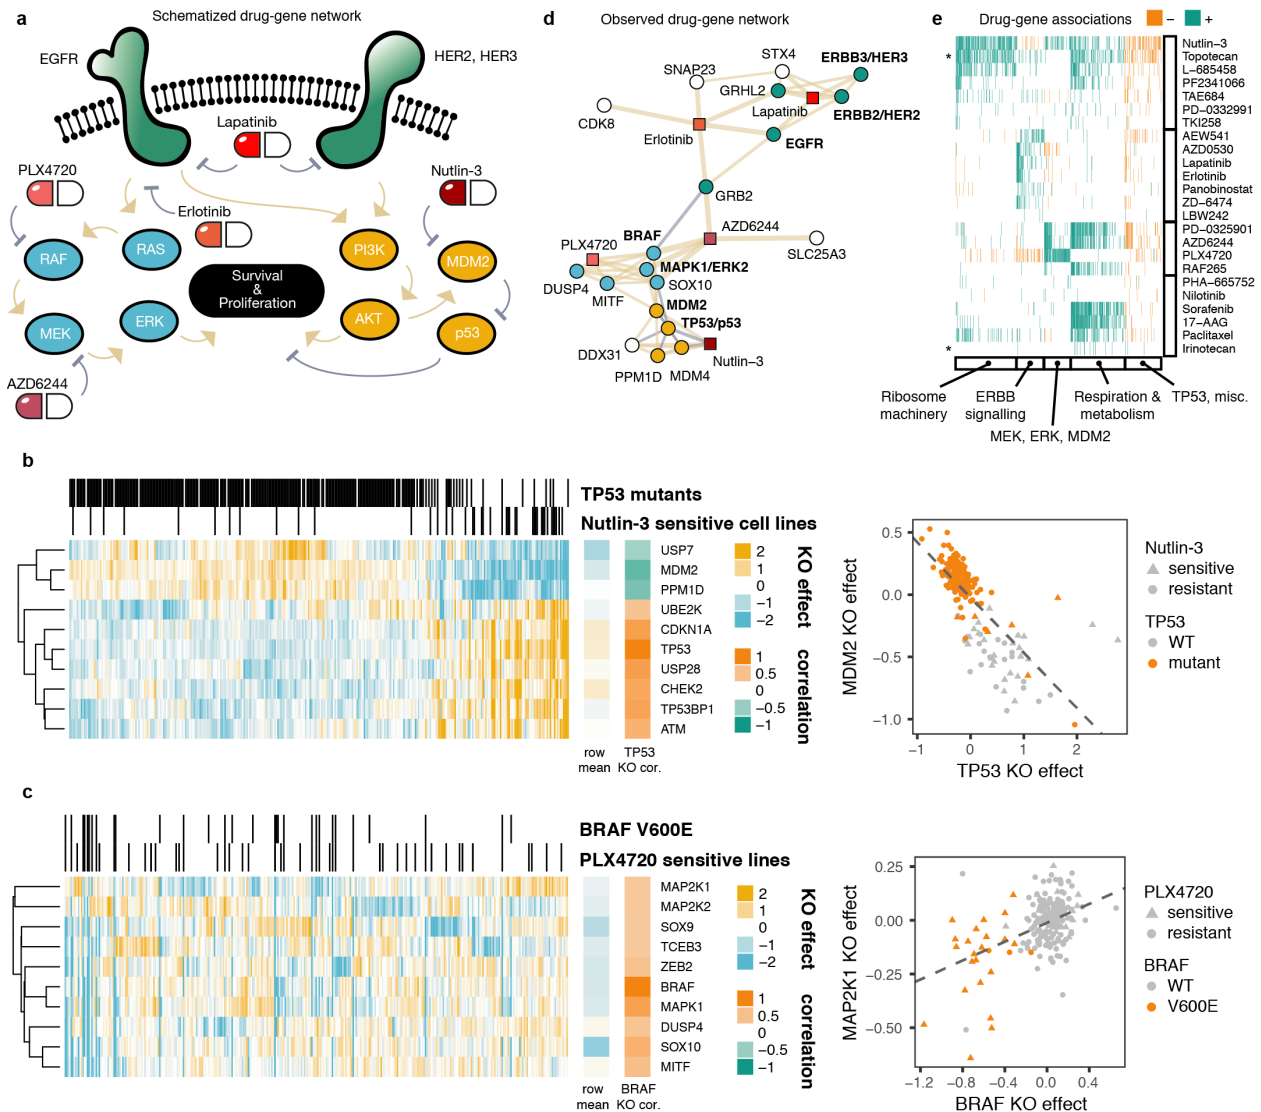 a
Schematized drug-gene network
EGFR
HER2, HER3
Lapatinib
PLX4720
Nutlin-3
Erlotinib
RAF
RAS
PI3K
MDM2
Survival
&
Proliferation
MEK
ERK
AKT
p53
AZD6244
d
Observed drug-gene network
STX4
ERBB3/HER3
SNAP23
GRHL2
Lapatinib
CDK8
ERBB2/HER2
Erlotinib
EGFR
GRB2
AZD6244
BRAF
PLX4720
SLC25A3
MAPK1/ERK2
DUSP4
SOX10
MITF
MDM2
TP53/p53
DDX31
Nutlin-3
PPM1D
MDM4
e
Drug-gene associations
− +
Nutlin−3
* Topotecan
L−685458
PF2341066
TAE684
PD−0332991
TKI258
AEW541
AZD0530
Lapatinib
Erlotinib
Panobinostat
ZD−6474
LBW242
PD−0325901
AZD6244
PLX4720
RAF265
PHA−665752
Nilotinib
Sorafenib
17−AAG
Paclitaxel
* Irinotecan
Ribosome
machinery
ERBB
signalling
MEK, ERK, MDM2
Respiration &
metabolism
TP53, misc.
b
TP53 mutants
Nutlin-3 sensitive cell lines
USP7
MDM2
PPM1D
UBE2K
CDKN1A
TP53
USP28
CHEK2
TP53BP1
ATM
row
mean
TP53
KO cor.
2
1
0
−1
−2
KO effect
1
0.5
0
−0.5
−1
correlation
0.5
0.0
−0.5
−1.0
MDM2 KO effect
−1
0
1
2
TP53 KO effect
Nutlin-3
sensitive
resistant
TP53
WT
mutant
c
BRAF V600E
PLX4720 sensitive lines
MAP2K1
MAP2K2
SOX9
TCEB3
ZEB2
BRAF
MAPK1
DUSP4
SOX10
MITF
row
mean
BRAF
KO cor.
2
1
0
−1
−2
KO effect
1
0.5
0
−0.5
−1
correlation
0.25
0.00
−0.25
−0.50
MAP2K1 KO effect
−1.2
−0.8
−0.4
0.0
0.4
BRAF KO effect
PLX4720
sensitive
resistant
BRAF
WT
V600E